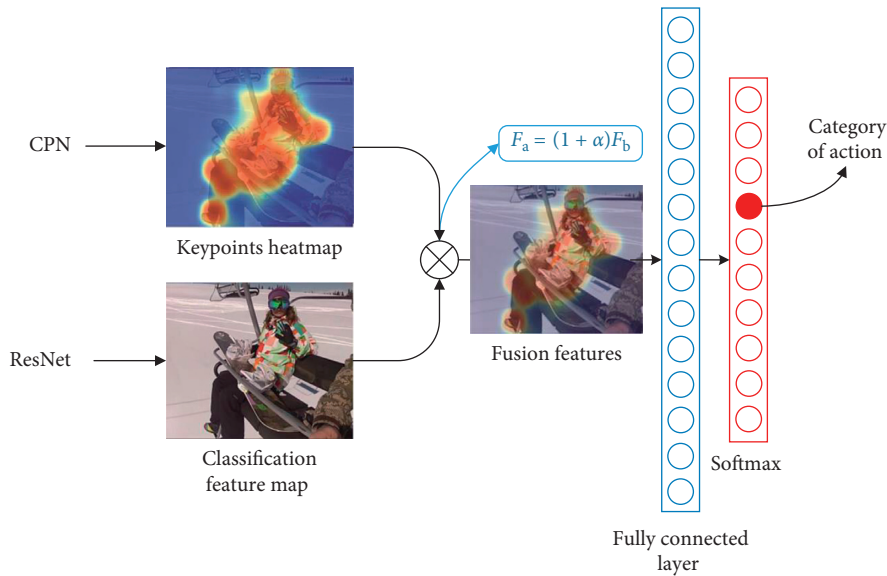 CPN
Keypoints heatmap
F_a = (1 + α)F_b
Category
of action
ResNet
Classification
feature map
Fusion features
Softmax
Fully connected
layer